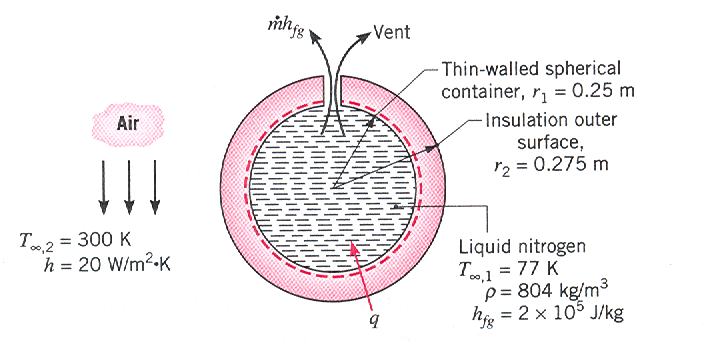 ṁh_fg
Vent
Thin-walled spherical
container, r₁ = 0.25 m
Air
Insulation outer
surface,
r₂ = 0.275 m
T∞,2 = 300 K
h = 20 W/m²•K
Liquid nitrogen
T∞,1 = 77 K
ρ = 804 kg/m³
h_fg = 2 × 10⁵ J/kg
q